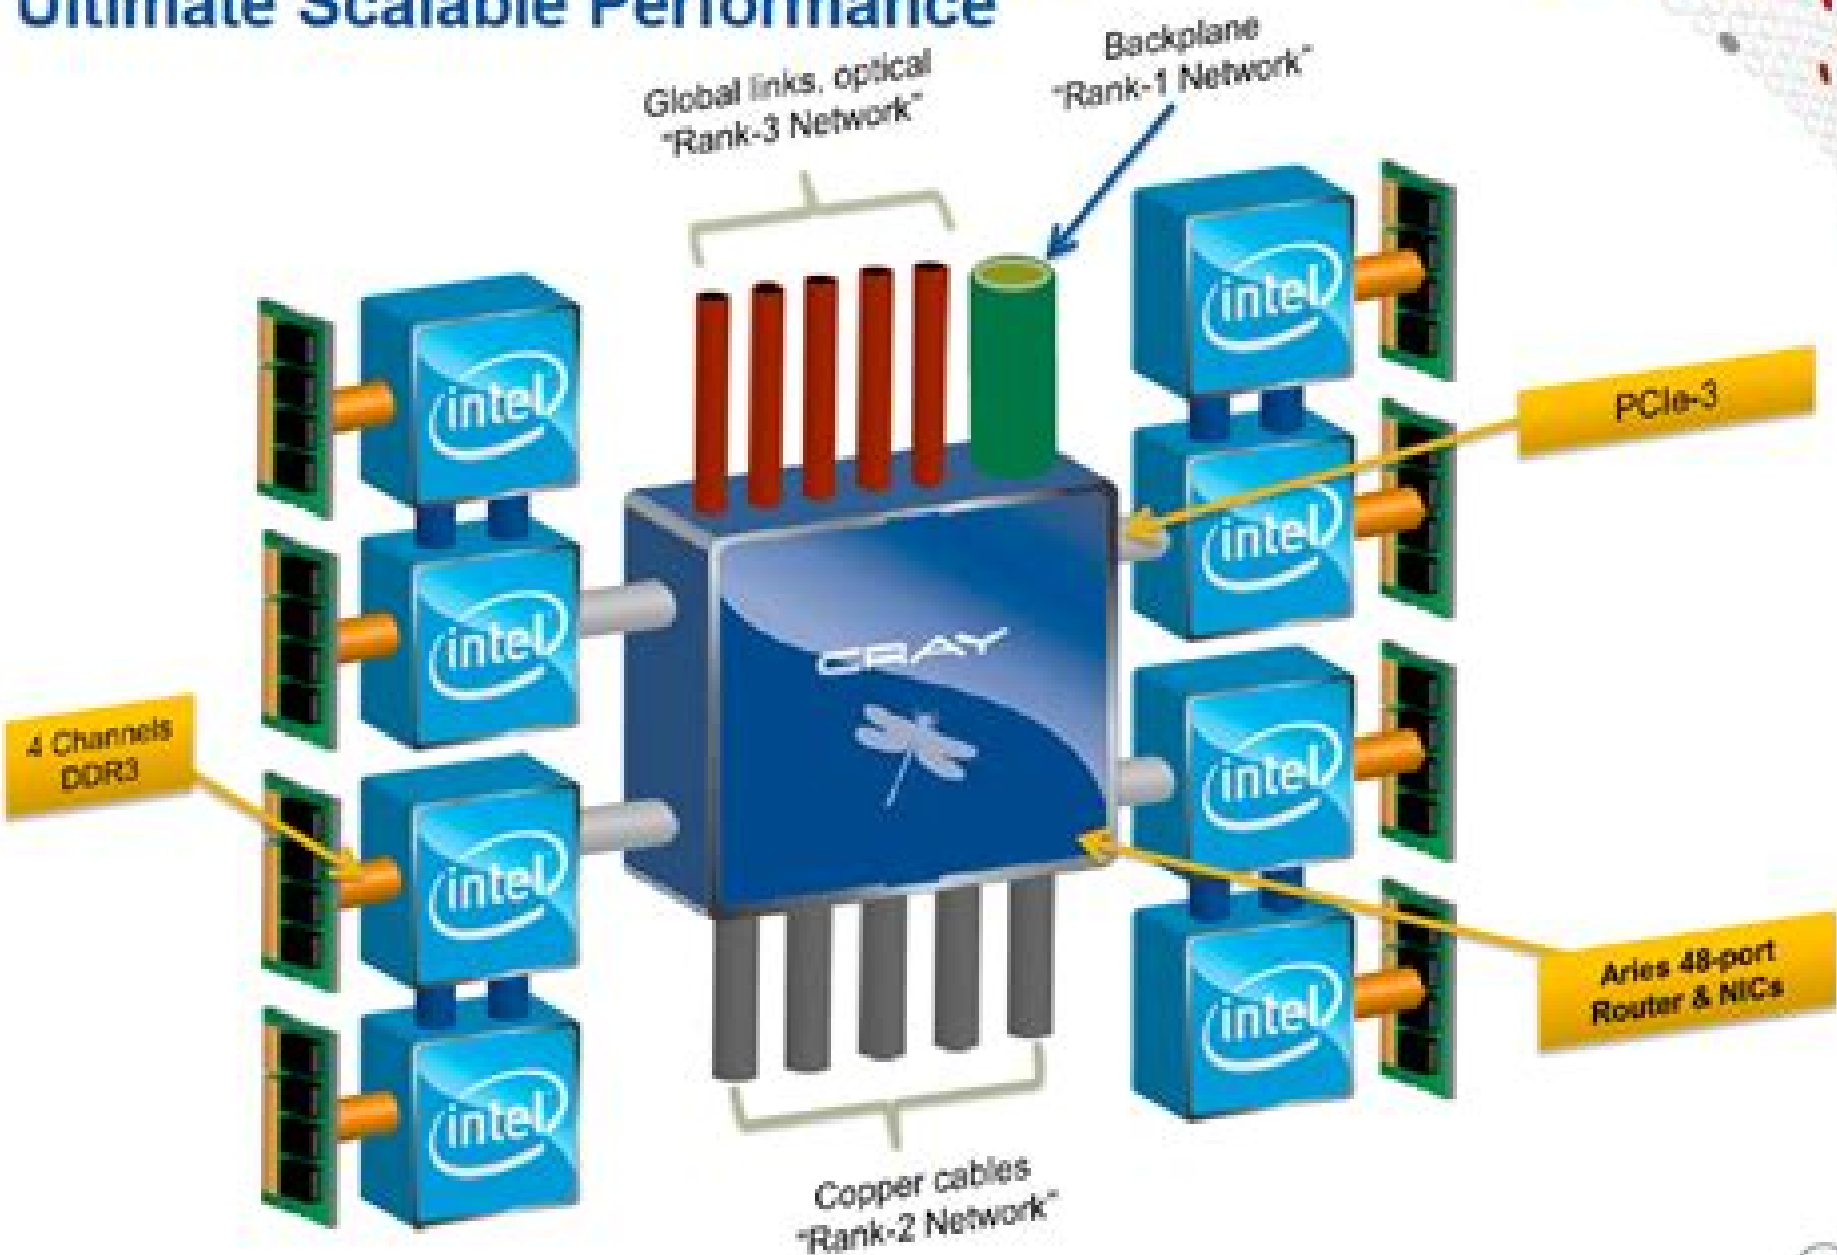 Ultimate Scalable Performance
Global links, optical
"Rank-3 Network"
Backplane
"Rank-1 Network"
intel
intel
intel
intel
intel
intel
intel
intel
PCIe-3
CRAY
4 Channels
DDR3
Aries 48-port
Router & NICs
Copper cables
"Rank-2 Network"